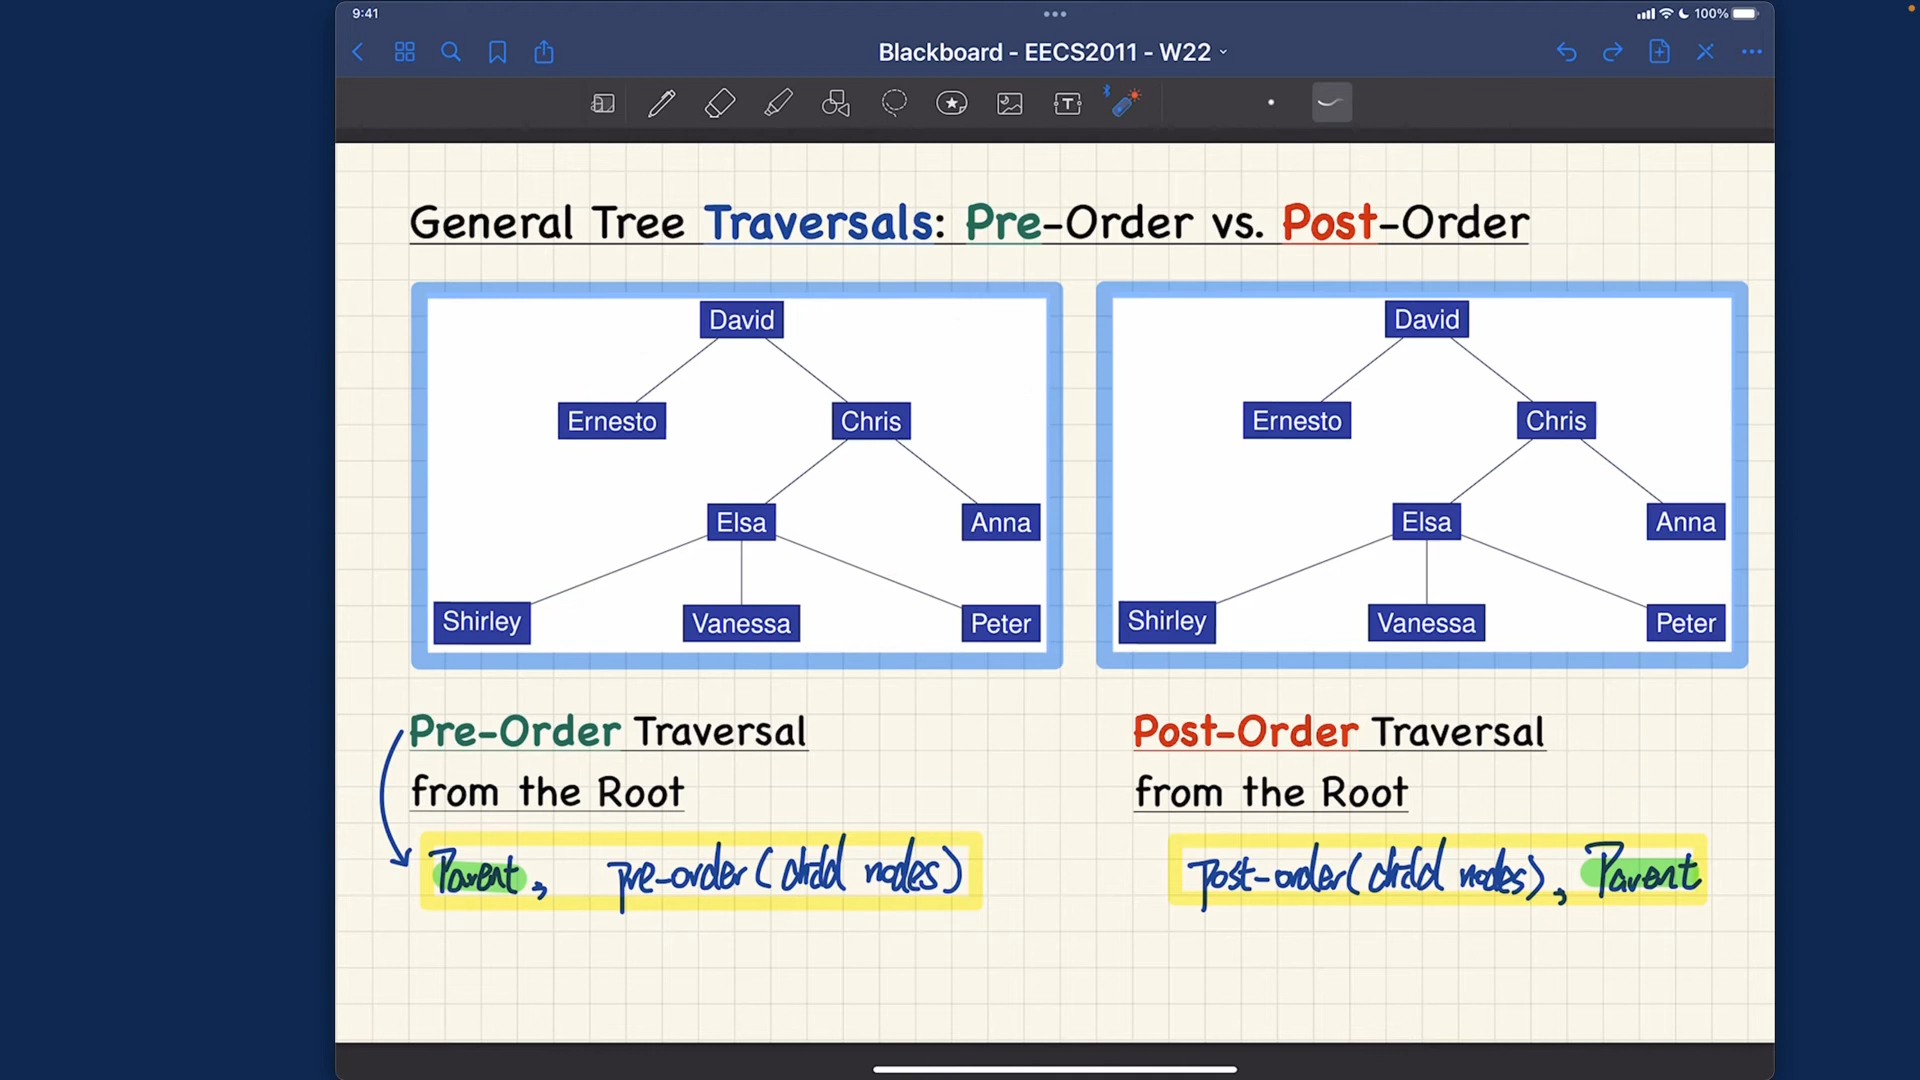 9:41
100%
Blackboard - EECS2011 - W22
General Tree Traversals: Pre-Order vs. Post-Order
David
Ernesto Chris
Elsa Anna
Shirley Vanessa Peter
David
Ernesto Chris
Elsa Anna
Shirley Vanessa Peter
Pre-Order Traversal
from the Root
Parent, pre-order(child nodes)
Post-Order Traversal
from the Root
post-order(child nodes), Parent